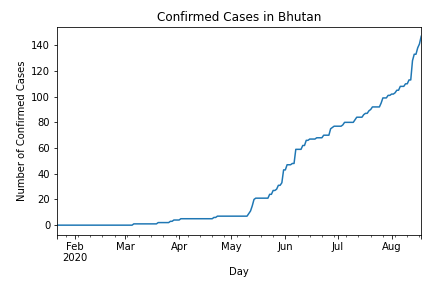 Confirmed Cases in Bhutan
Number of Confirmed Cases
140
120
100
80
60
40
20
0
Feb Mar Apr May Jun Jul Aug
2020
Day